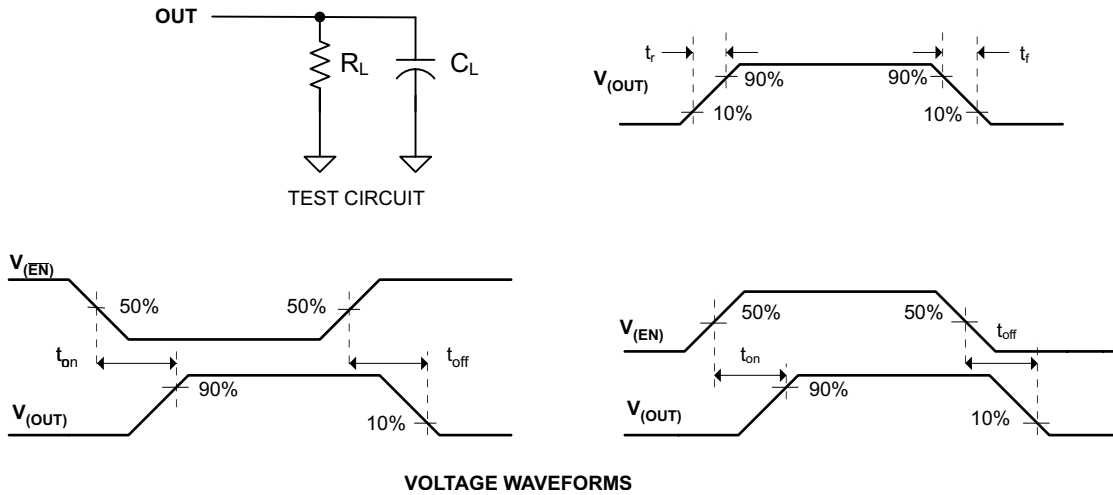 OUT
R_L
C_L
TEST CIRCUIT
t_r
t_f
V_(OUT)
90%
90%
10%
10%
V_(E̅N̅)
50%
50%
t_on
t_off
V_(OUT)
90%
10%
V_(EN)
50%
50%
t_on
t_off
V_(OUT)
90%
10%
VOLTAGE WAVEFORMS